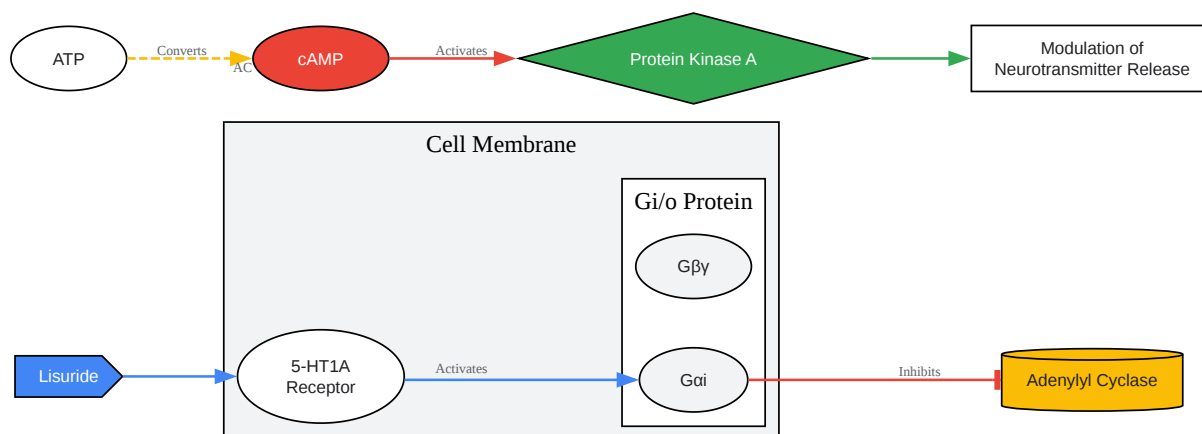 ATP
Converts
AC
cAMP
Activates
Protein Kinase A
Modulation of
Neurotransmitter Release
Cell Membrane
Gi/o Protein
Gβγ
Lisuride
5-HT1A
Receptor
Activates
Gαi
Inhibits
Adenylyl Cyclase